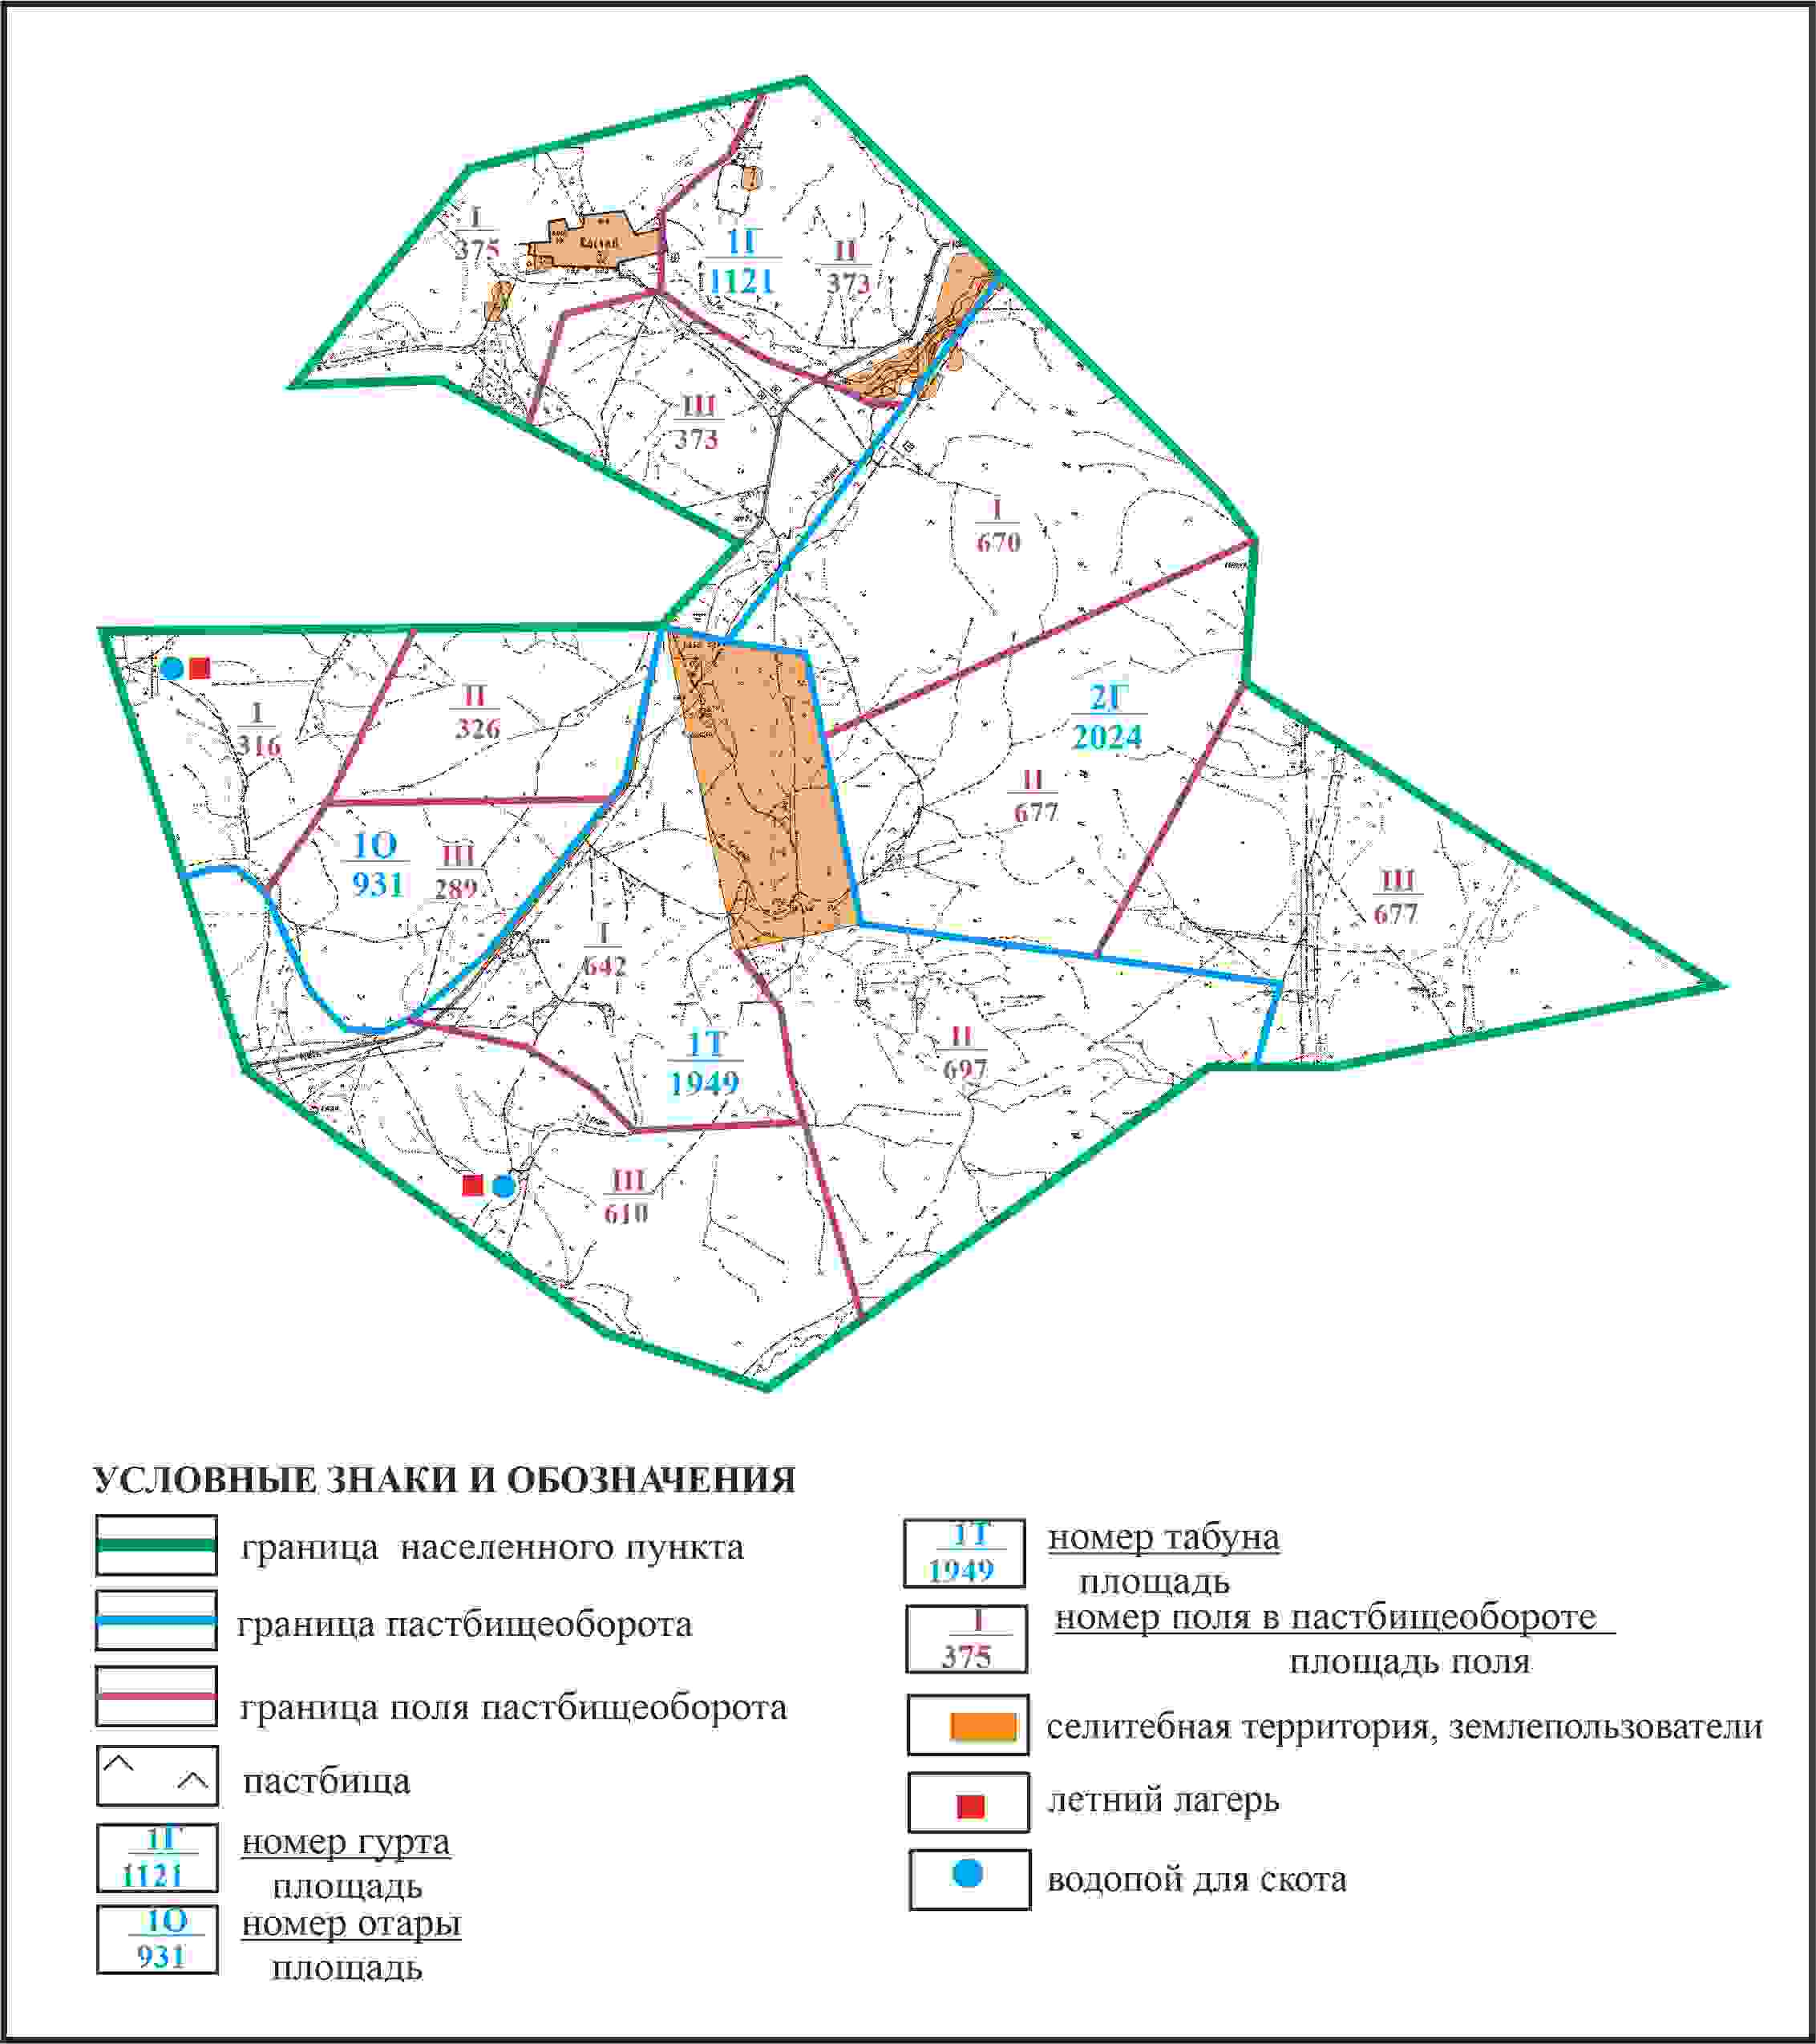 I
375
1Г
1121
II
373
III
373
I
670
II
326
I
316
2Г
2024
II
677
1О
931
III
289
III
677
I
642
1Т
1949
II
697
III
610
УСЛОВНЫЕ ЗНАКИ И ОБОЗНАЧЕНИЯ
граница населенного пункта
граница пастбищеоборота
граница поля пастбищеоборота
пастбища
1Г номер гурта
1121 площадь
1О номер отары
931 площадь
1Т номер табуна
1949 площадь
I номер поля в пастбищеобороте
375 площадь поля
селитебная территория, землепользователи
летний лагерь
водопой для скота